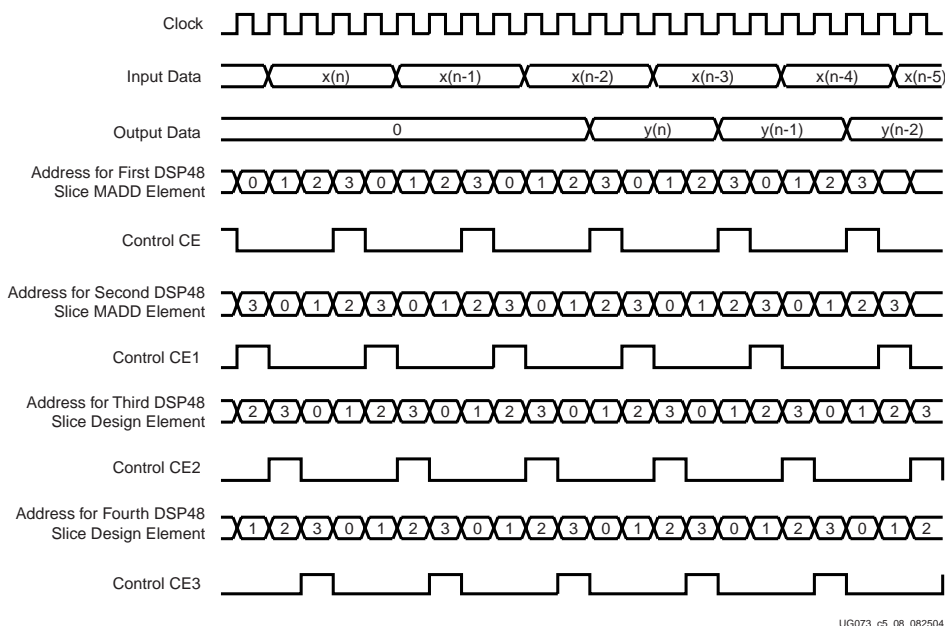 Clock
Input Data x(n) x(n-1) x(n-2) x(n-3) x(n-4) x(n-5)
Output Data 0 y(n) y(n-1) y(n-2)
Address for First DSP48
Slice MADD Element 0 1 2 3 0 1 2 3 0 1 2 3 0 1 2 3 0 1 2 3
Control CE
Address for Second DSP48
Slice MADD Element 3 0 1 2 3 0 1 2 3 0 1 2 3 0 1 2 3 0 1 2 3
Control CE1
Address for Third DSP48
Slice Design Element 2 3 0 1 2 3 0 1 2 3 0 1 2 3 0 1 2 3 0 1 2 3
Control CE2
Address for Fourth DSP48
Slice Design Element 1 2 3 0 1 2 3 0 1 2 3 0 1 2 3 0 1 2 3 0 1 2
Control CE3
UG073_c5_08_082504